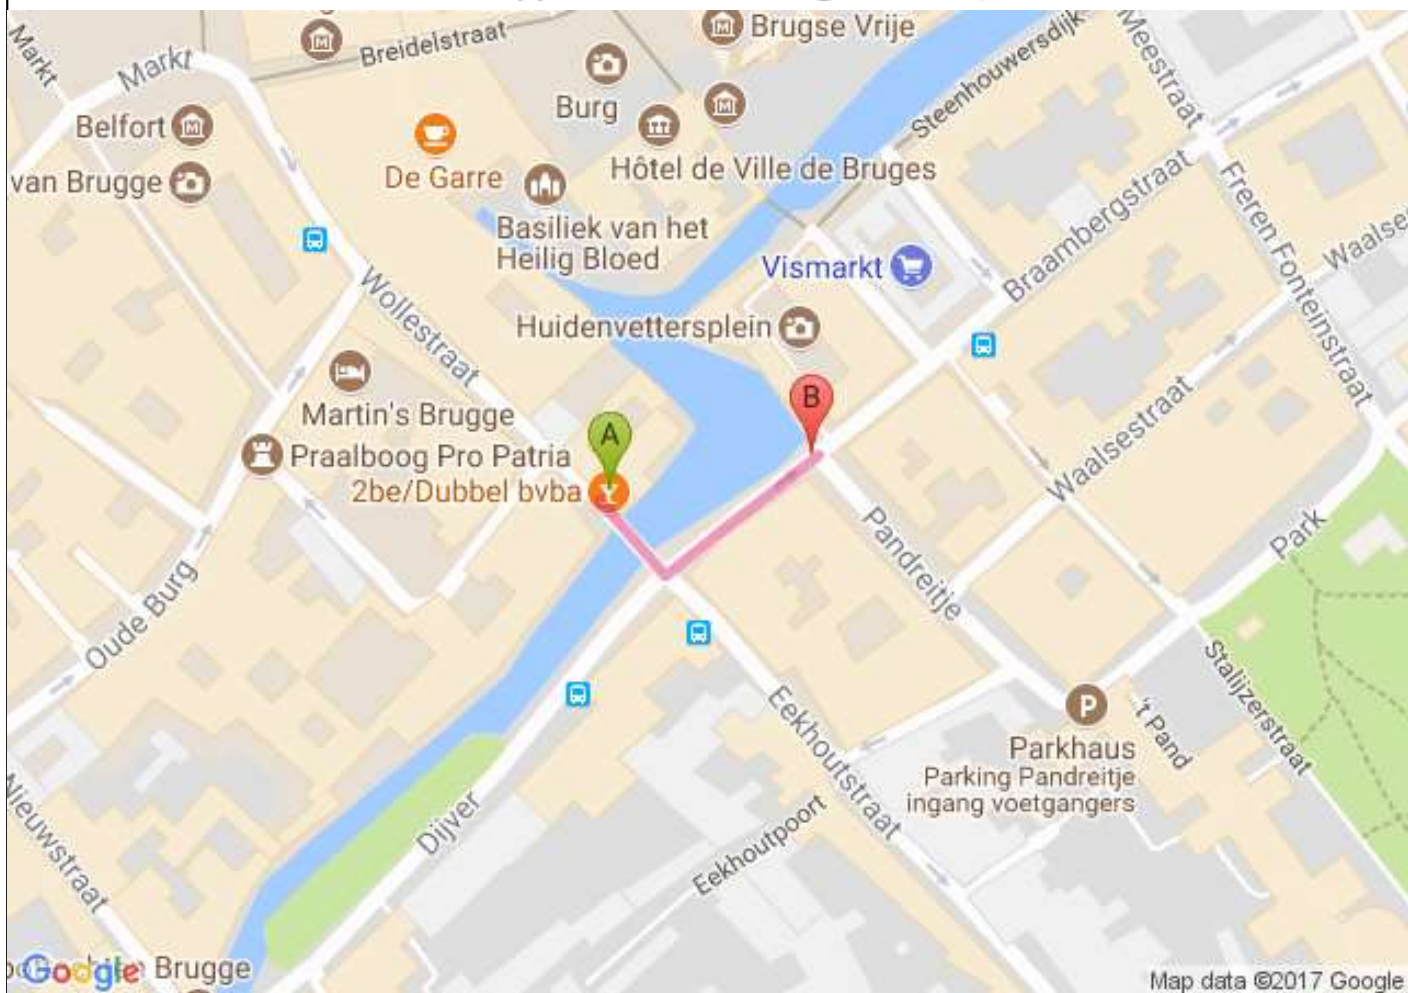 Markt
Markt
Breidelstraat
Brugse Vrije
Burg
Belfort
De Garre
Hôtel de Ville de Bruges
Steenhouwersdijk
Meestraat
van Brugge
Basiliek van het
Heilig Bloed
Vismarkt
Braambergstraat
Freren Fonteinstraat
Waalse
Wollestraat
Huidenvettersplein
Martin's Brugge
B
A
Praalboog Pro Patria
2be/Dubbel bvba
Waalsestraat
Pandreitje
Park
Oude Burg
Stalijzerstraat
P
't Pand
Parkhaus
Parking Pandreitje
ingang voetgangers
Eekhoutstraat
Dijver
Eekhoutpoort
Nieuwstraat
Google
Brugge
Map data ©2017 Google